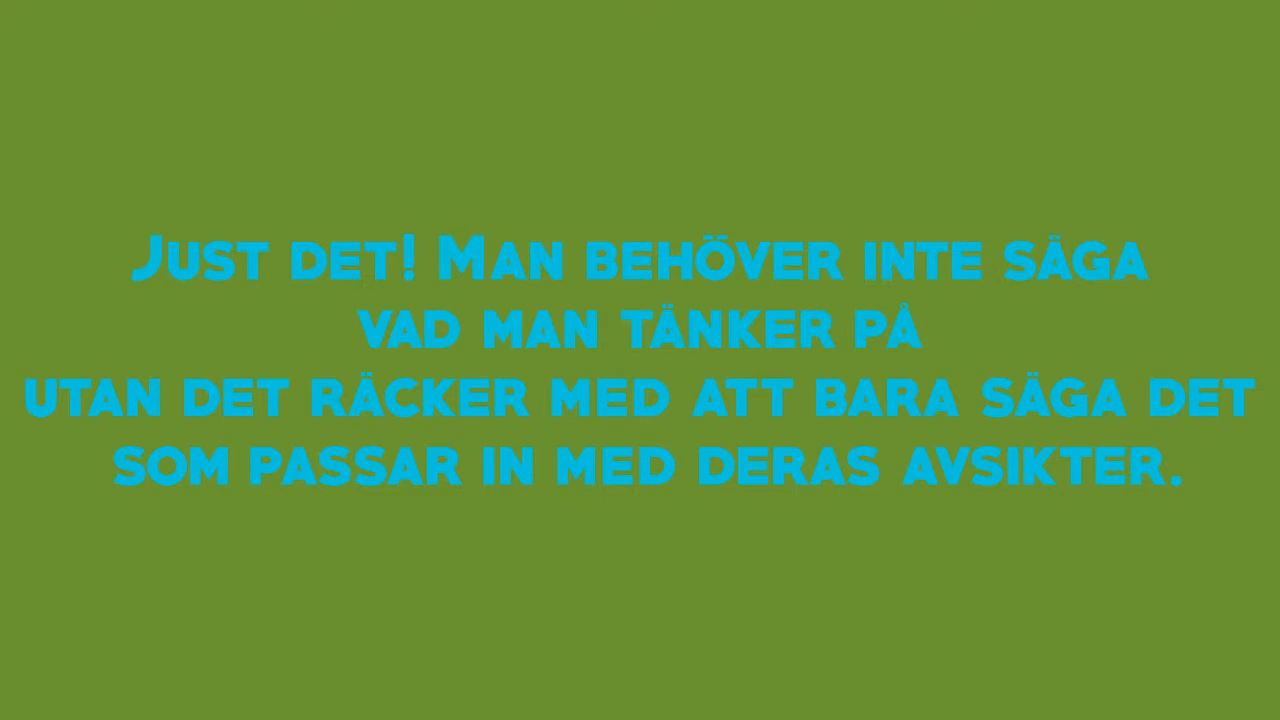 Just det! Man behöver inte säga
vad man tänker på
utan det räcker med att bara säga det
som passar in med deras avsikter.